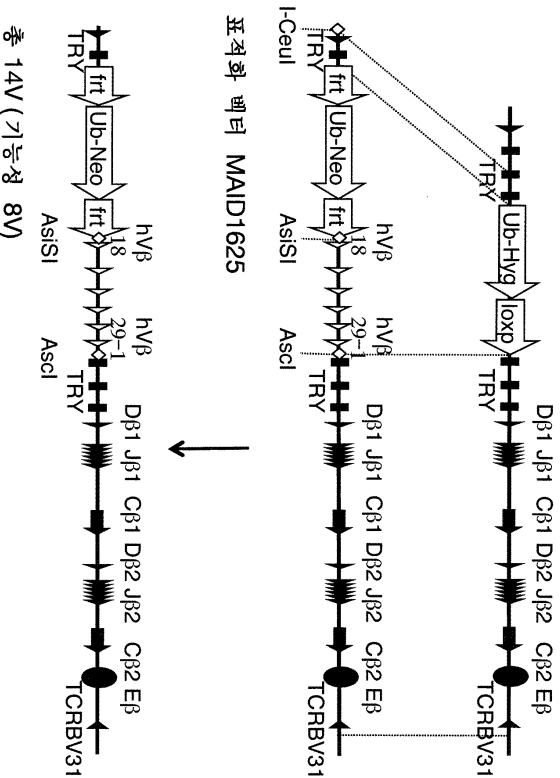 Dβ1 Jβ1 Cβ1 Dβ2 Jβ2 Cβ2 Eβ
Ub-Hyg loxp
TRY TRY TCRBV31
hVβ hVβ
18 29-1 Dβ1 Jβ1 Cβ1 Dβ2 Jβ2 Cβ2 Eβ
frt Ub-Neo frt
TRY TRY TCRBV31
I-CeuI AsiSI AscI
표적화 벡터 MAID1625
hVβ hVβ
18 29-1 Dβ1 Jβ1 Cβ1 Dβ2 Jβ2 Cβ2 Eβ
frt Ub-Neo frt
TRY TRY TCRBV31
AsiSI AscI
총 14V (기능성 8V)